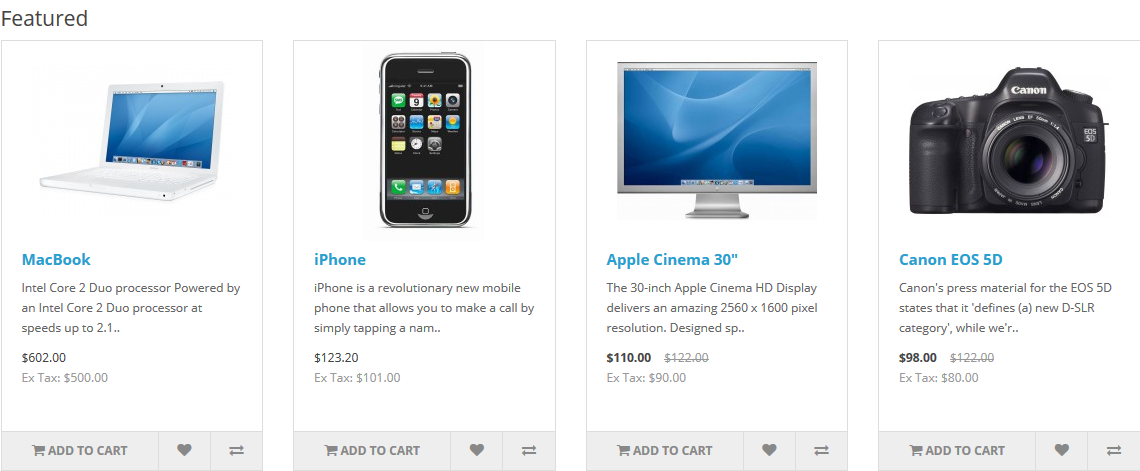 Featured
Canon
EOS
5D
MacBook
Intel Core 2 Duo processor Powered by
an Intel Core 2 Duo processor at
speeds up to 2.1..
$602.00
Ex Tax: $500.00
ADD TO CART
iPhone
iPhone is a revolutionary new mobile
phone that allows you to make a call by
simply tapping a nam..
$123.20
Ex Tax: $101.00
ADD TO CART
Apple Cinema 30"
The 30-inch Apple Cinema HD Display
delivers an amazing 2560 x 1600 pixel
resolution. Designed sp..
$110.00 $122.00
Ex Tax: $90.00
ADD TO CART
Canon EOS 5D
Canon's press material for the EOS 5D
states that it 'defines (a) new D-SLR
category', while we'r..
$98.00 $122.00
Ex Tax: $80.00
ADD TO CART